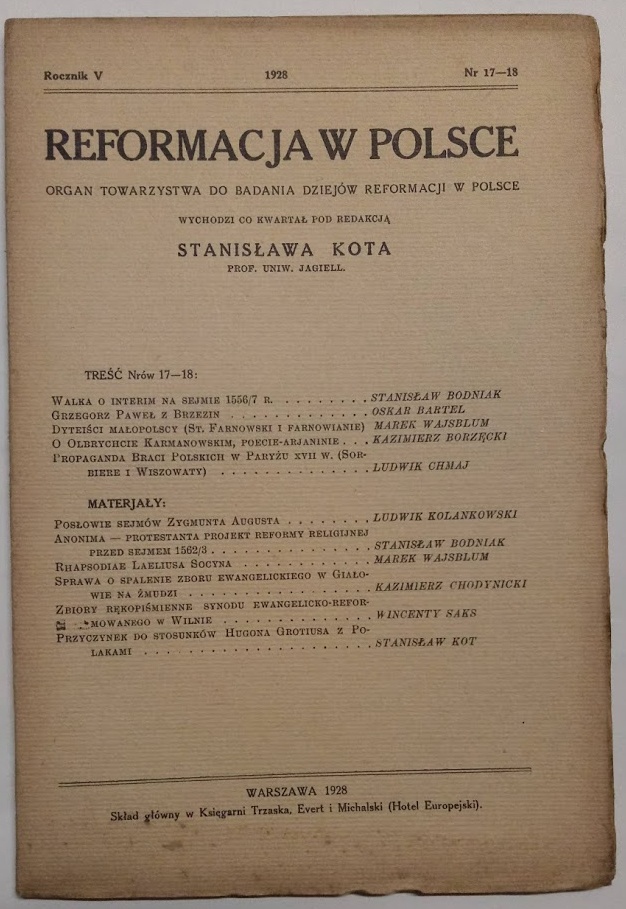 Rocznik V 1928 Nr 17—18
REFORMACJA W POLSCE
ORGAN TOWARZYSTWA DO BADANIA DZIEJÓW REFORMACJI W POLSCE
WYCHODZI CO KWARTAŁ POD REDAKCJĄ
STANISŁAWA KOTA
PROF. UNIW. JAGIELL.
TREŚĆ Nrów 17—18:
WALKA O INTERIM NA SEJMIE 1556/7 R. . . . . . . . . STANISŁAW BODNIAK
GRZEGORZ PAWEŁ Z BRZEZIN . . . . . . . . . . . . . OSKAR BARTEL
DYTEIŚCI MAŁOPOLSCY (ST. FARNOWSKI I FARNOWIANIE) MAREK WAJSBLUM
O OLBRYCHCIE KARMANOWSKIM, POECIE-ARJANINIE . . . KAZIMIERZ BORZĘCKI
PROPAGANDA BRACI POLSKICH W PARYŻU XVII W. (SOR-
BIERE I WISZOWATY) . . . . . . . . . . . . . . LUDWIK CHMAJ
MATERJAŁY:
POSŁOWIE SEJMÓW ZYGMUNTA AUGUSTA . . . . . . . . LUDWIK KOLANKOWSKI
ANONIMA — PROTESTANTA PROJEKT REFORMY RELIGIJNEJ
PRZED SEJMEM 1562/3 . . . . . . . . . . . . . . STANISŁAW BODNIAK
RHAPSODIAE LAELIUSA SOCYNA . . . . . . . . . . . . MAREK WAJSBLUM
SPRAWA O SPALENIE ZBORU EWANGELICKIEGO W GIAŁO-
WIE NA ŻMUDZI . . . . . . . . . . . . . . . . . KAZIMIERZ CHODYNICKI
ZBIORY RĘKOPIŚMIENNE SYNODU EWANGELICKO-REFOR-
MOWANEGO W WILNIE . . . . . . . . . . . . . . WINCENTY SAKS
PRZYCZYNEK DO STOSUNKÓW HUGONA GROTIUSA Z PO-
LAKAMI . . . . . . . . . . . . . . . . . . . . STANISŁAW KOT
WARSZAWA 1928
Skład główny w Księgarni Trzaska, Evert i Michalski (Hotel Europejski).